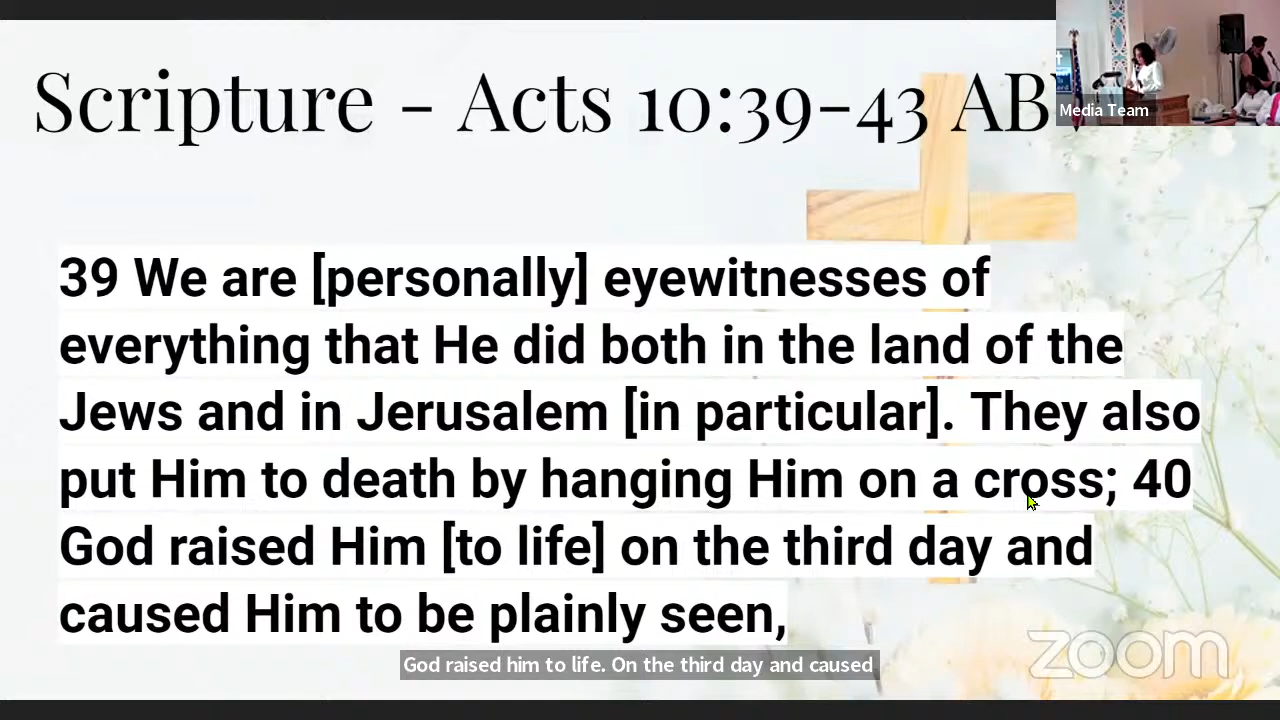 Scripture - Acts 10:39-43 AB
Media Team
39 We are [personally] eyewitnesses of
everything that He did both in the land of the
Jews and in Jerusalem [in particular]. They also
put Him to death by hanging Him on a cross; 40
God raised Him [to life] on the third day and
caused Him to be plainly seen,
zoom
God raised him to life. On the third day and caused